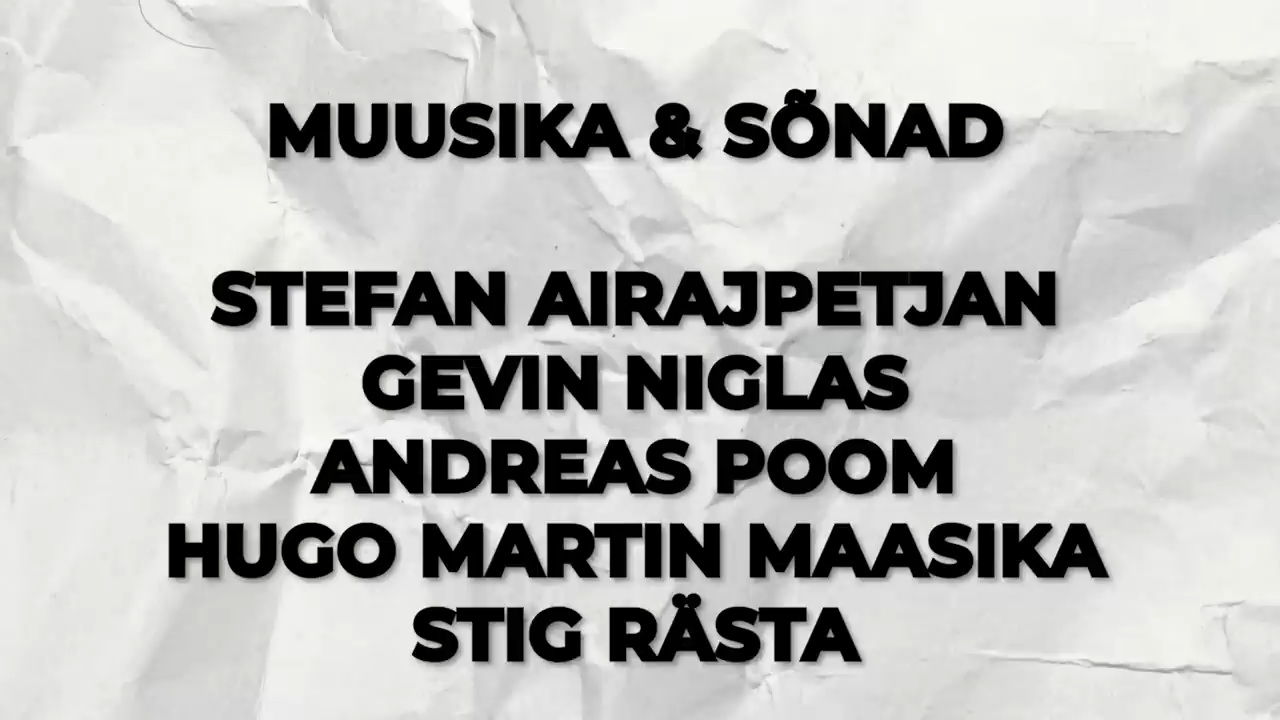 MUUSIKA & SÕNAD
STEFAN AIRAJPETJAN
GEVIN NIGLAS
ANDREAS POOM
HUGO MARTIN MAASIKA
STIG RÄSTA